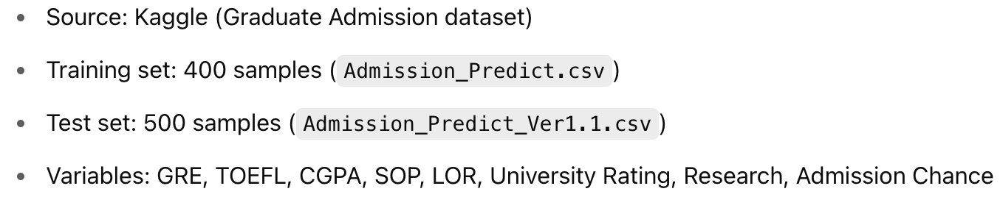 • Source: Kaggle (Graduate Admission dataset)
• Training set: 400 samples (Admission_Predict.csv)
• Test set: 500 samples (Admission_Predict_Ver1.1.csv)
• Variables: GRE, TOEFL, CGPA, SOP, LOR, University Rating, Research, Admission Chance